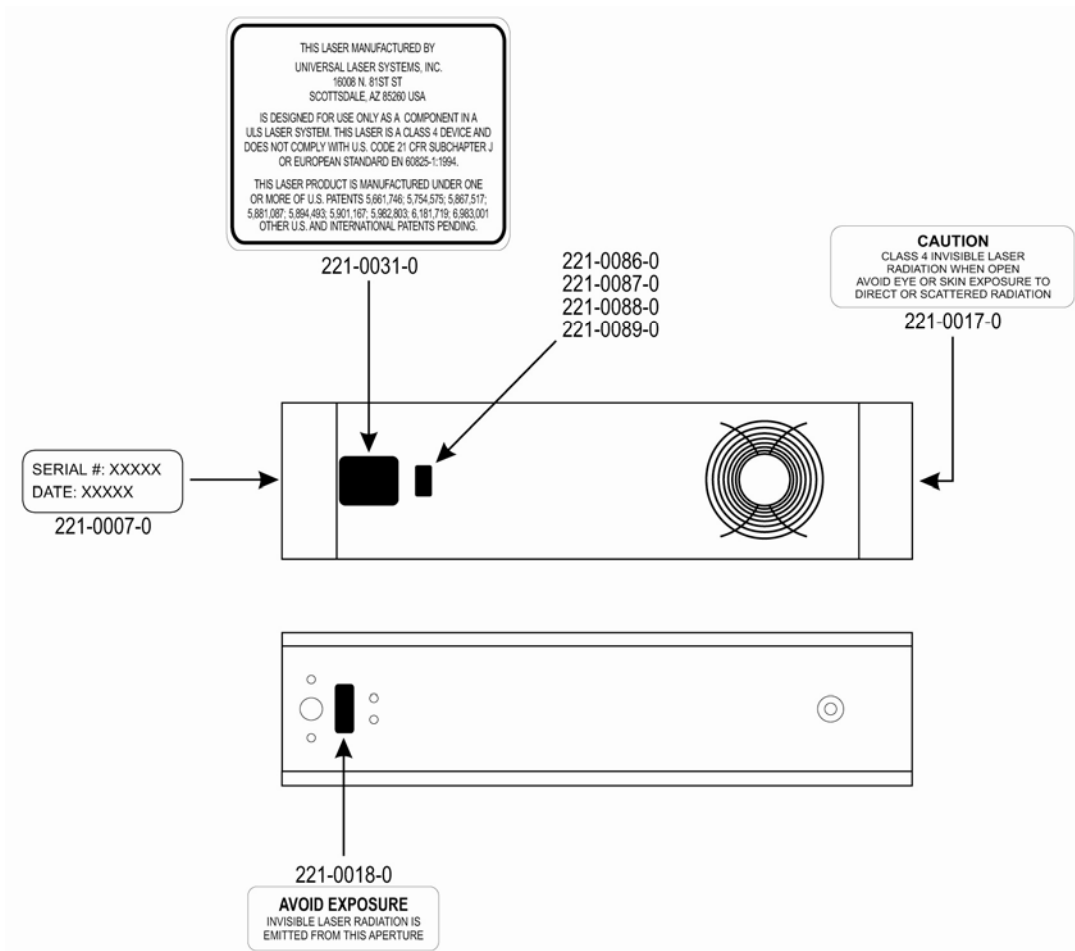 THIS LASER MANUFACTURED BY
UNIVERSAL LASER SYSTEMS, INC.
16008 N. 81ST ST
SCOTTSDALE, AZ 85260 USA
IS DESIGNED FOR USE ONLY AS A COMPONENT IN A
ULS LASER SYSTEM. THIS LASER IS A CLASS 4 DEVICE AND
DOES NOT COMPLY WITH U.S. CODE 21 CFR SUBCHAPTER J
OR EUROPEAN STANDARD EN 60825-1:1994.
THIS LASER PRODUCT IS MANUFACTURED UNDER ONE
OR MORE OF U.S. PATENTS 5,661,746; 5,754,575; 5,867,517;
5,881,087; 5,894,493; 5,901,167; 5,982,803; 6,181,719; 6,983,001
OTHER U.S. AND INTERNATIONAL PATENTS PENDING.
221-0031-0
221-0086-0
221-0087-0
221-0088-0
221-0089-0
CAUTION
CLASS 4 INVISIBLE LASER
RADIATION WHEN OPEN
AVOID EYE OR SKIN EXPOSURE TO
DIRECT OR SCATTERED RADIATION
221-0017-0
SERIAL #: XXXXX
DATE: XXXXX
221-0007-0
221-0018-0
AVOID EXPOSURE
INVISIBLE LASER RADIATION IS
EMITTED FROM THIS APERTURE